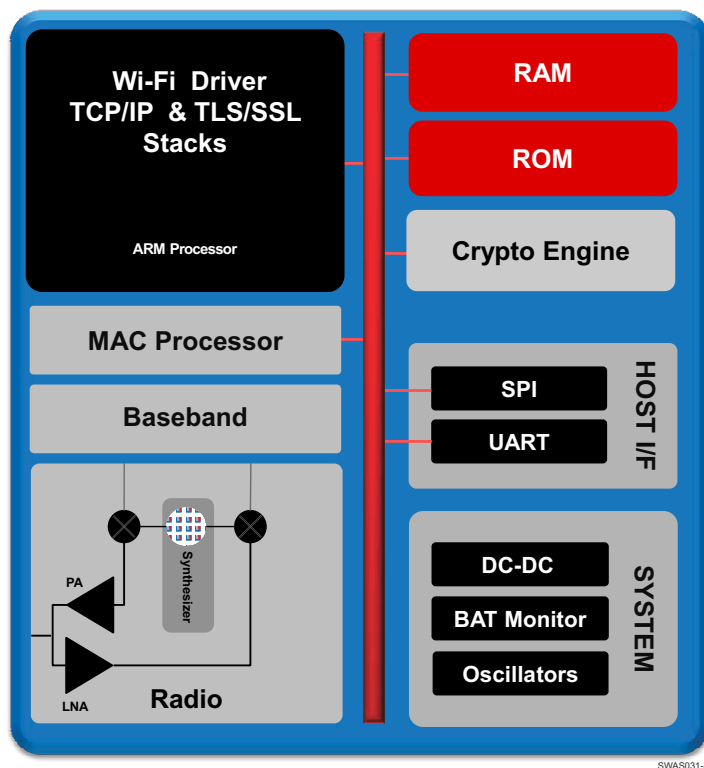 Wi-Fi Driver
TCP/IP & TLS/SSL
Stacks
ARM Processor
MAC Processor
Baseband
Synthesizer
PA
LNA
Radio
RAM
ROM
Crypto Engine
SPI
UART
HOST I/F
DC-DC
BAT Monitor
Oscillators
SYSTEM
SWAS031-